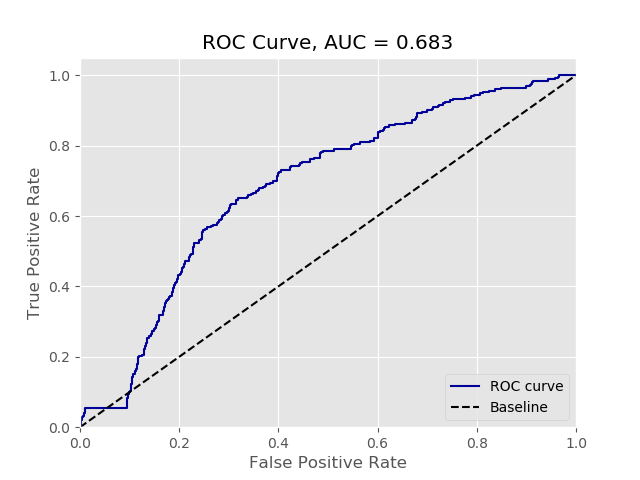 ROC Curve, AUC = 0.683
True Positive Rate
1.0
0.8
0.6
0.4
0.2
0.0
0.0 0.2 0.4 0.6 0.8 1.0
False Positive Rate
ROC curve
Baseline